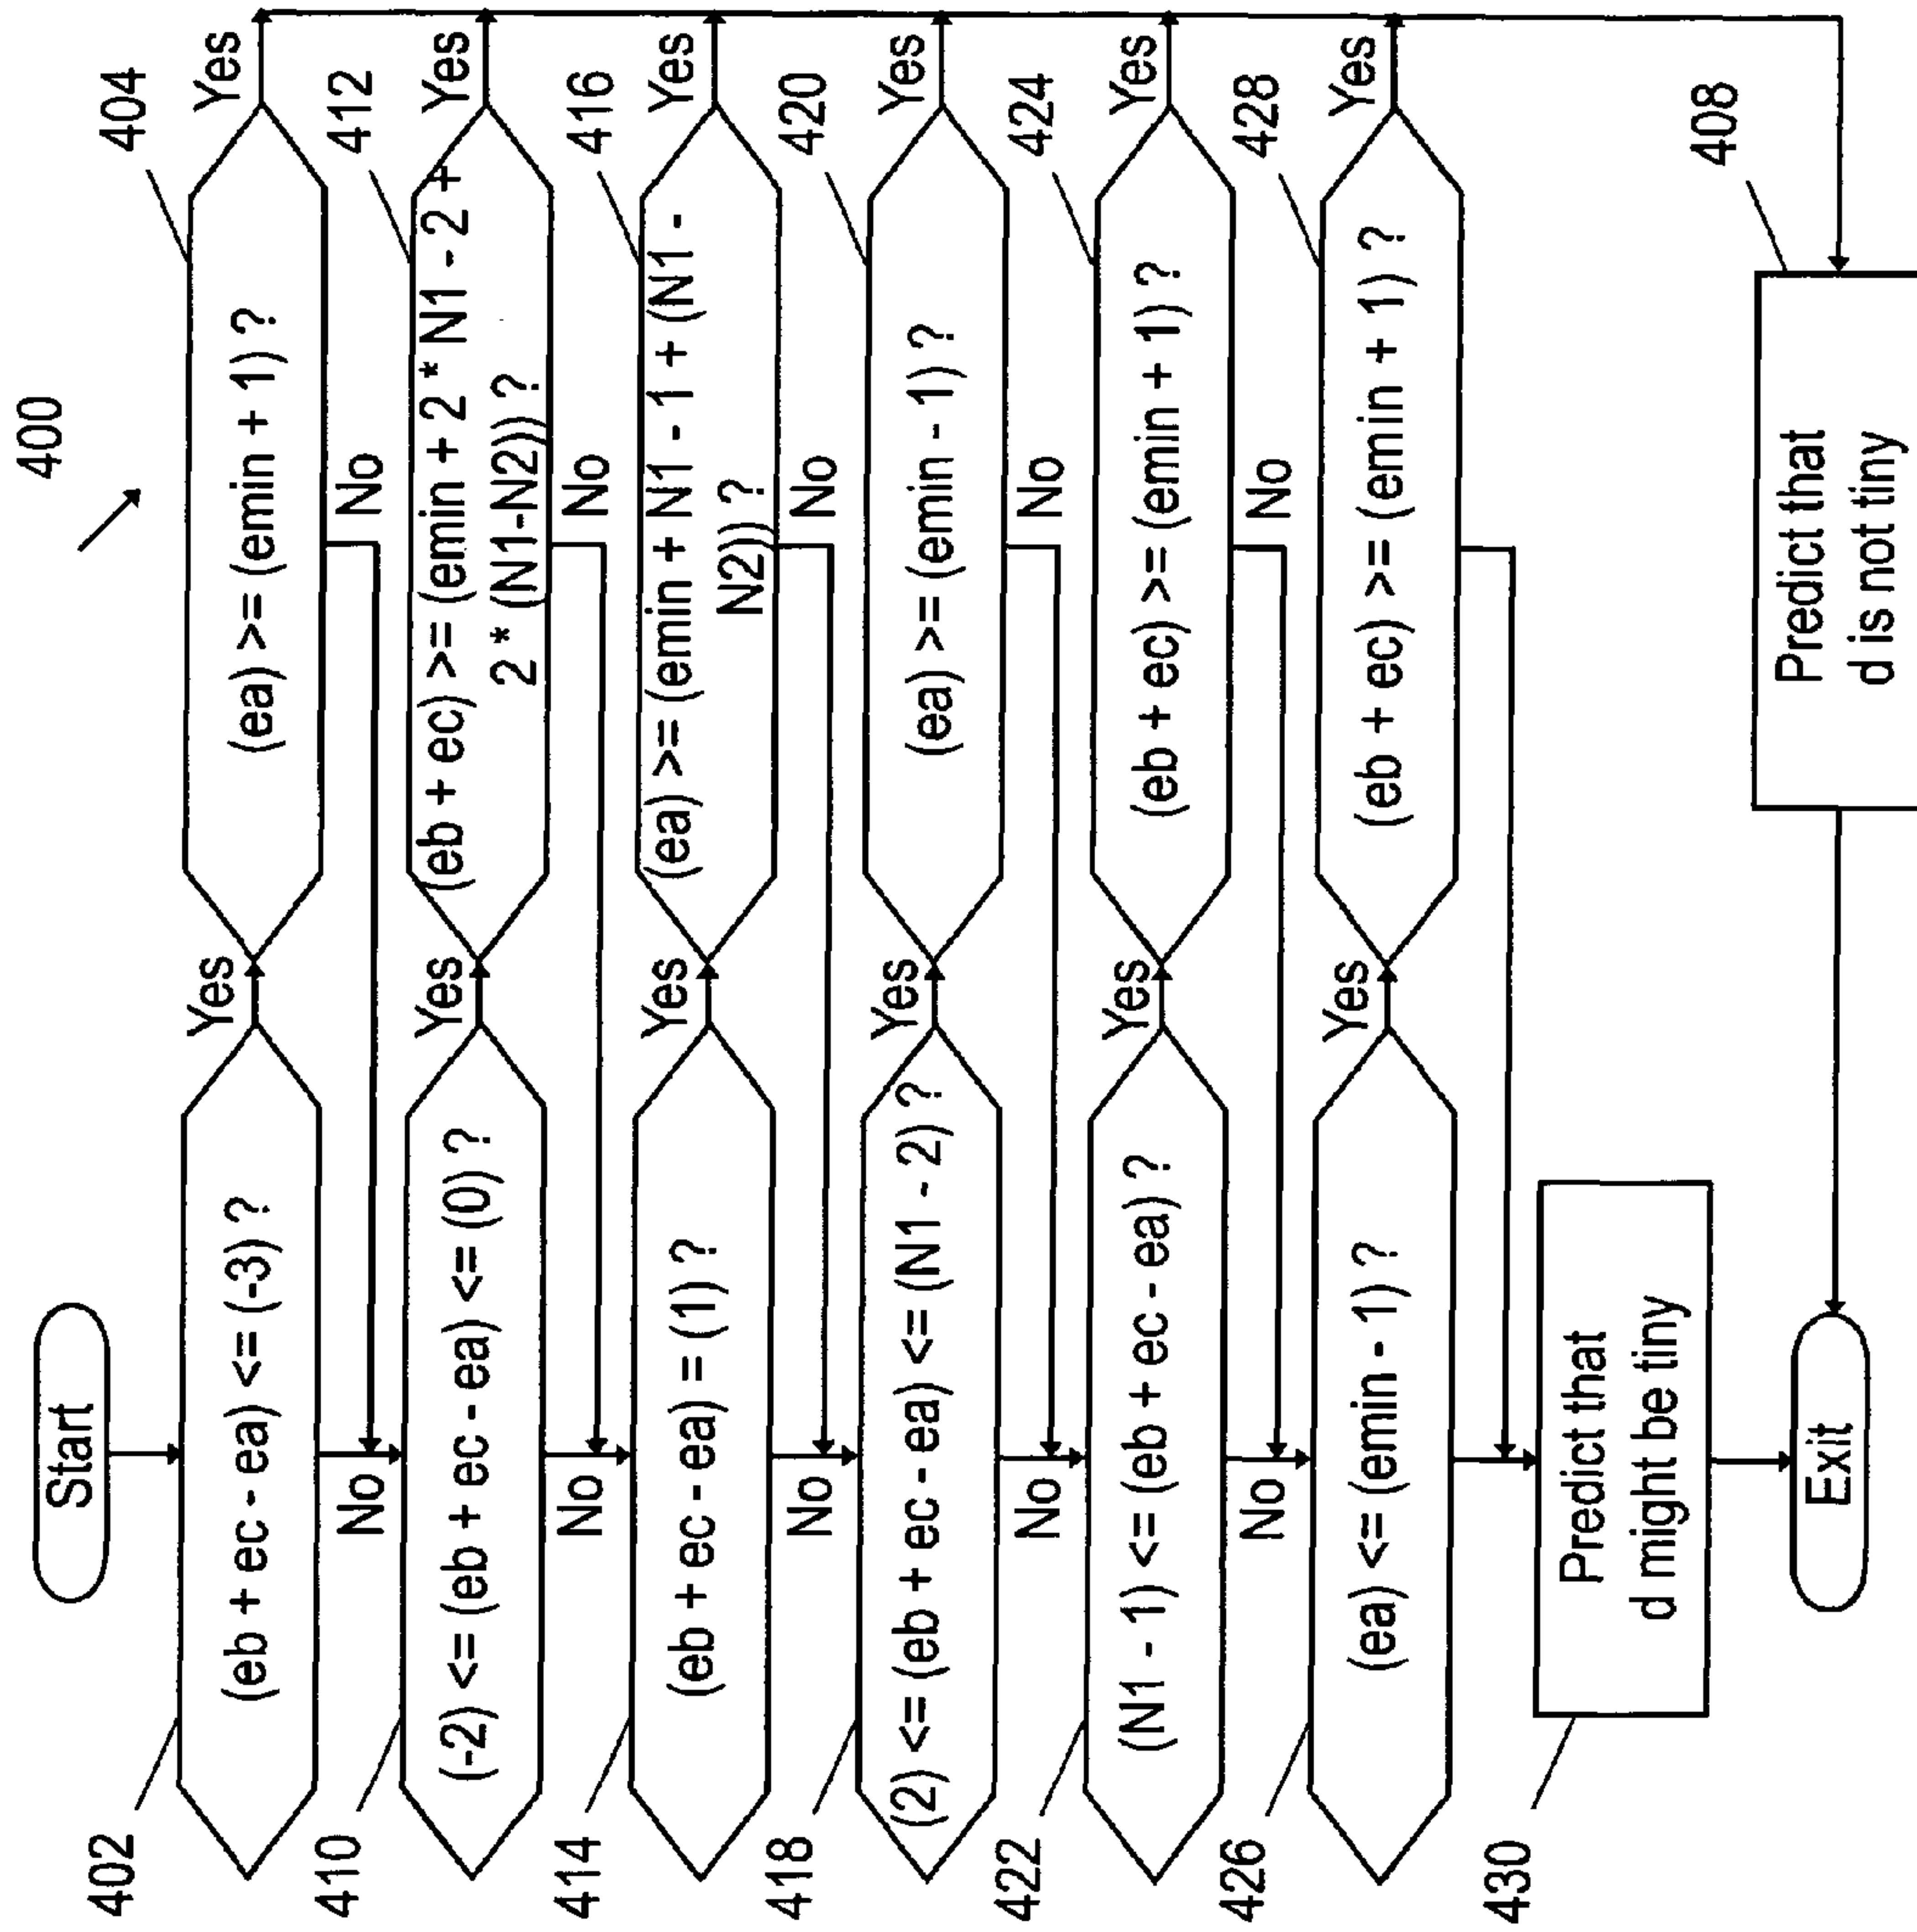 400
Start
402
(eb + ec - ea) <= (-3) ?
Yes
404
(ea) >= (emin + 1) ?
Yes
No
No
410
(-2) <= (eb + ec - ea) <= (0) ?
Yes
412
(eb + ec) >= (emin + 2 * N1 - 2 +
2 * (N1-N2)) ?
Yes
No
No
414
(eb + ec - ea) = (1) ?
Yes
416
(ea) >= (emin + N1 - 1 + (N1 -
N2)) ?
Yes
No
No
418
(2) <= (eb + ec - ea) <= (N1 - 2) ?
Yes
420
(ea) >= (emin - 1) ?
Yes
No
No
422
(N1 - 1) <= (eb + ec - ea) ?
Yes
424
(eb + ec) >= (emin + 1) ?
Yes
No
No
426
(ea) <= (emin - 1) ?
Yes
428
(eb + ec) >= (emin + 1) ?
Yes
430
Predict that
d might be tiny
408
Predict that
d is not tiny
Exit